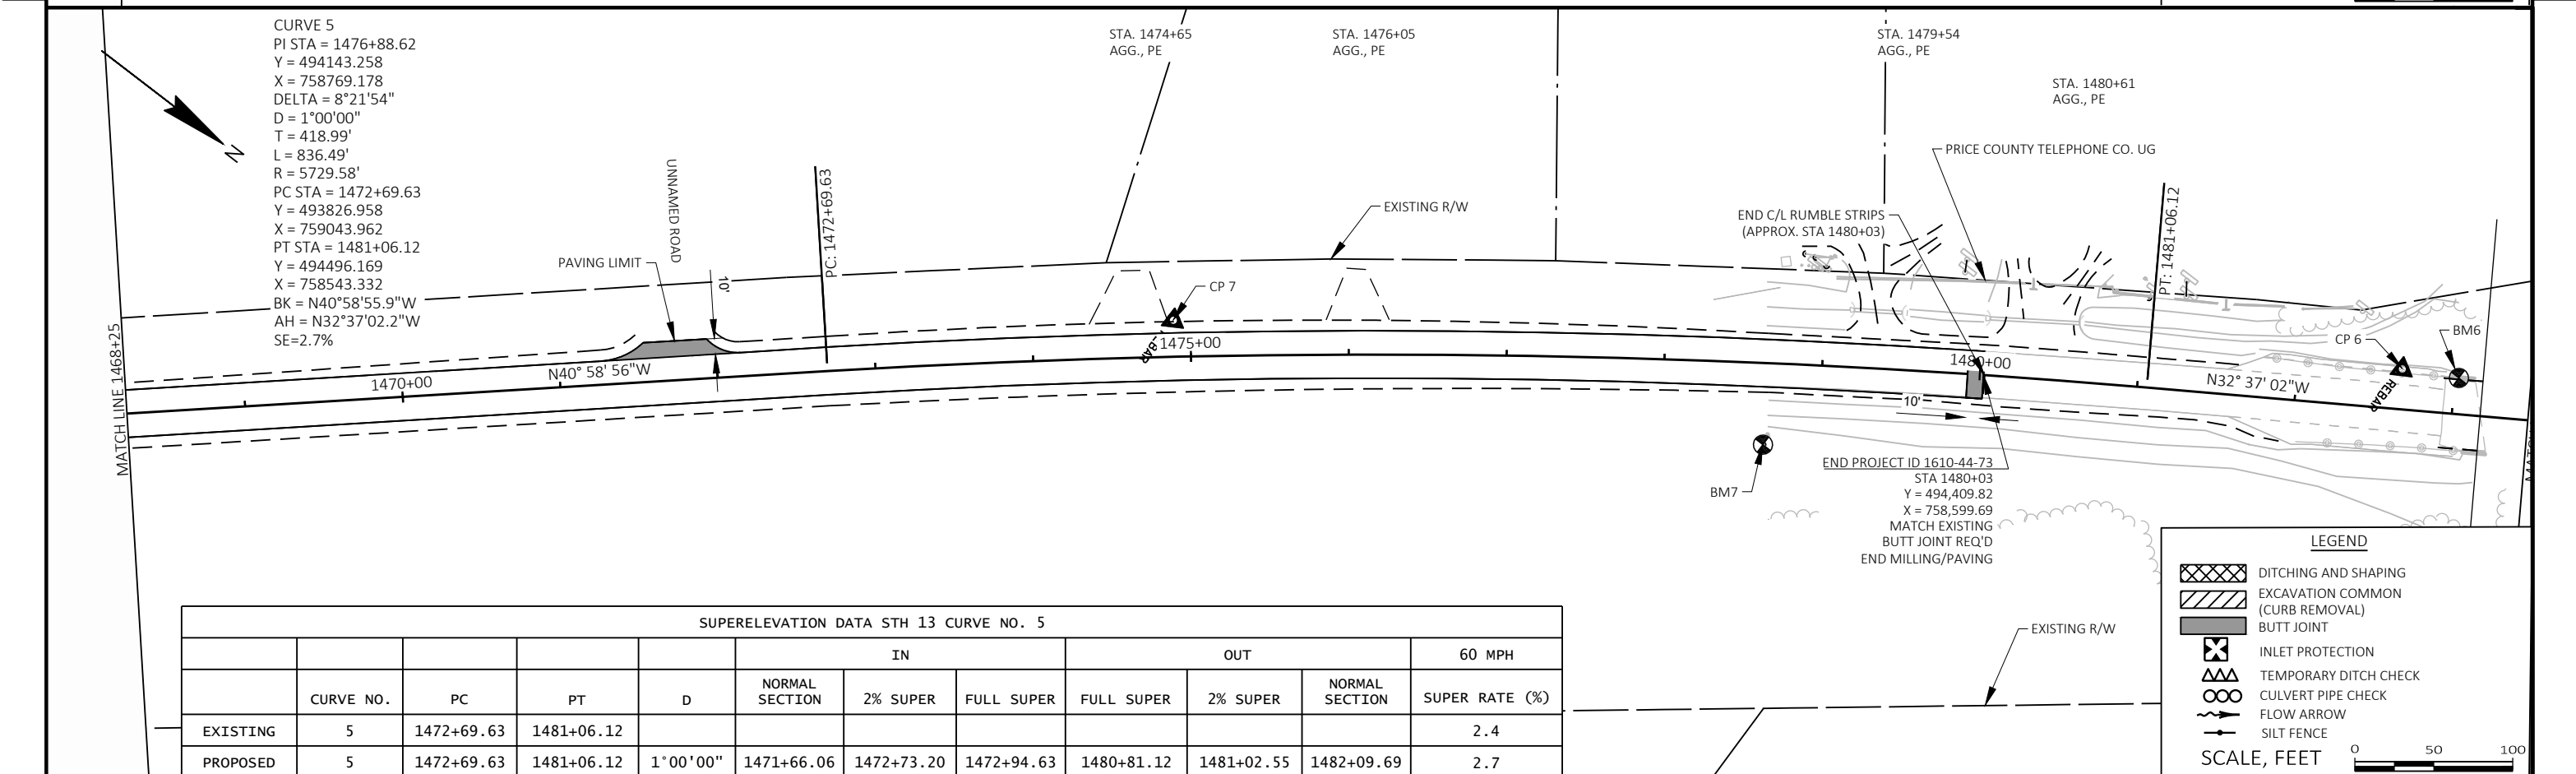 CURVE 5
PI STA = 1476+88.62
Y = 494143.258
X = 758769.178
DELTA = 8°21'54"
D = 1°00'00"
T = 418.99'
L = 836.49'
R = 5729.58'
PC STA = 1472+69.63
Y = 493826.958
X = 759043.962
PT STA = 1481+06.12
Y = 494496.169
X = 758543.332
BK = N40°58'55.9"W
AH = N32°37'02.2"W
SE=2.7%
N
MATCH LINE 1468+25
STA. 1474+65
AGG., PE
STA. 1476+05
AGG., PE
STA. 1479+54
AGG., PE
STA. 1480+61
AGG., PE
UNNAMED ROAD
PAVING LIMIT
10'
PC: 1472+69.63
EXISTING R/W
CP 7
PRICE COUNTY TELEPHONE CO. UG
END C/L RUMBLE STRIPS
(APPROX. STA 1480+03)
PT: 1481+06.12
BM6
CP 6
REBAR
1470+00
N40° 58' 56"W
1475+00
1480+00
N32° 37' 02"W
10'
BM7
END PROJECT ID 1610-44-73
STA 1480+03
Y = 494,409.82
X = 758,599.69
MATCH EXISTING
BUTT JOINT REQ'D
END MILLING/PAVING
EXISTING R/W
SUPERELEVATION DATA STH 13 CURVE NO. 5
IN OUT 60 MPH
CURVE NO. PC PT D NORMAL SECTION 2% SUPER FULL SUPER FULL SUPER 2% SUPER NORMAL SECTION SUPER RATE (%)
EXISTING 5 1472+69.63 1481+06.12 2.4
PROPOSED 5 1472+69.63 1481+06.12 1°00'00" 1471+66.06 1472+73.20 1472+94.63 1480+81.12 1481+02.55 1482+09.69 2.7
LEGEND
DITCHING AND SHAPING
EXCAVATION COMMON
(CURB REMOVAL)
BUTT JOINT
INLET PROTECTION
TEMPORARY DITCH CHECK
CULVERT PIPE CHECK
FLOW ARROW
SILT FENCE
SCALE, FEET 0 50 100